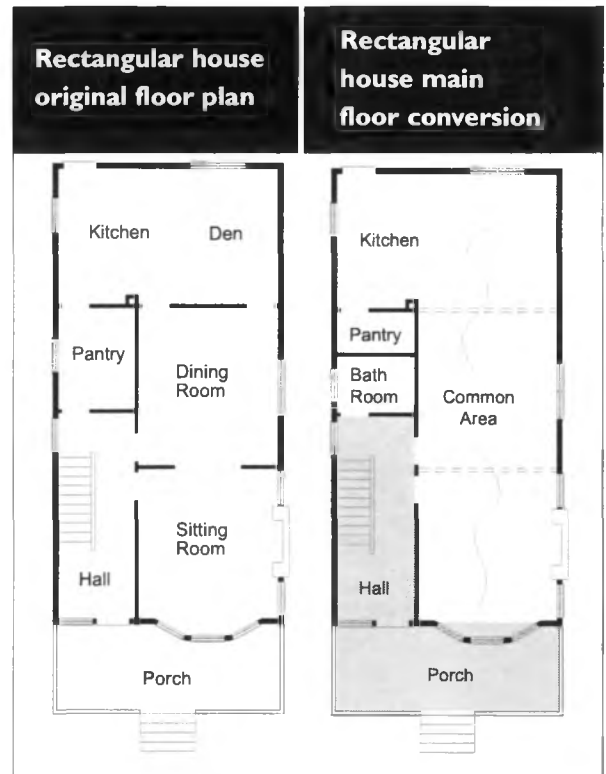 Rectangular house
original floor plan
Kitchen
Den
Pantry
Dining
Room
Sitting
Room
Hall
Porch
Rectangular
house main
floor conversion
Kitchen
Pantry
Bath
Room
Common
Area
Hall
Porch